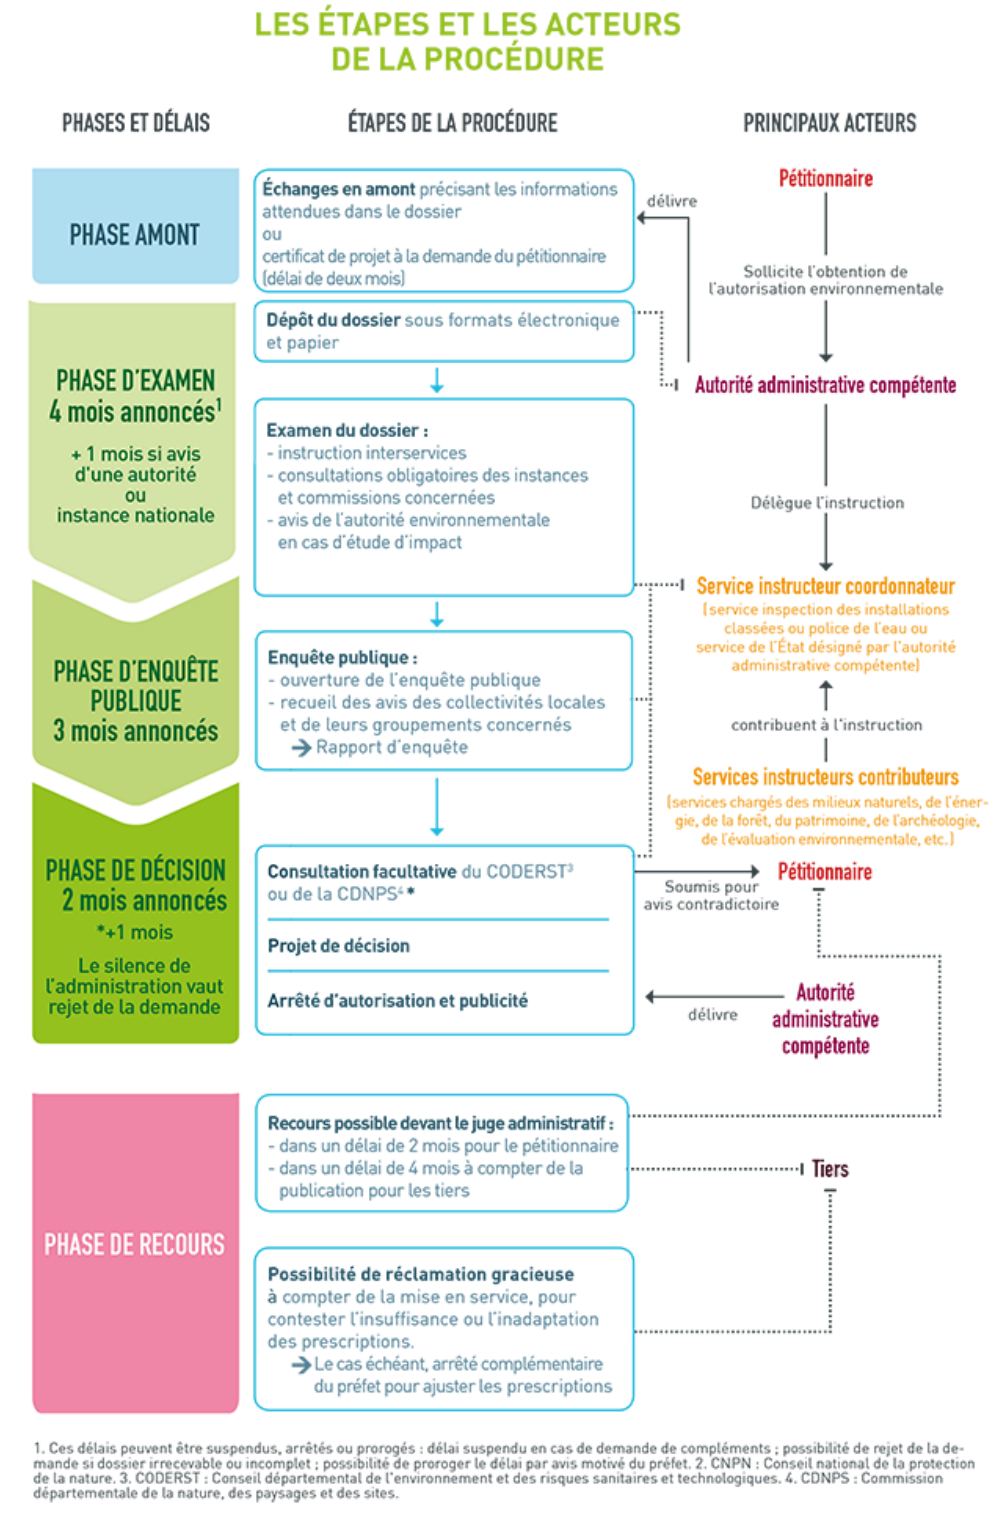 LES ÉTAPES ET LES ACTEURS
DE LA PROCÉDURE
PHASES ET DÉLAIS
ÉTAPES DE LA PROCÉDURE
PRINCIPAUX ACTEURS
PHASE AMONT
Échanges en amont précisant les informations
attendues dans le dossier
ou
certificat de projet à la demande du pétitionnaire
(délai de deux mois)
délivre
Pétitionnaire
Sollicite l'obtention de
l'autorisation environnementale
Dépôt du dossier sous formats électronique
et papier
Autorité administrative compétente
PHASE D'EXAMEN
4 mois annoncés1
+ 1 mois si avis
d'une autorité
ou
instance nationale
Examen du dossier :
- instruction interservices
- consultations obligatoires des instances
et commissions concernées
- avis de l'autorité environnementale
en cas d'étude d'impact
Délègue l'instruction
Service instructeur coordonnateur
(service inspection des installations
classées ou police de l'eau ou
service de l'État désigné par l'autorité
administrative compétente)
PHASE D'ENQUÊTE
PUBLIQUE
3 mois annoncés
Enquête publique :
- ouverture de l'enquête publique
- recueil des avis des collectivités locales
et de leurs groupements concernés
→ Rapport d'enquête
contribuent à l'instruction
Services instructeurs contributeurs
(services chargés des milieux naturels, de l'éner-
gie, de la forêt, du patrimoine, de l'archéologie,
de l'évaluation environnementale, etc.)
PHASE DE DÉCISION
2 mois annoncés
*+1 mois
Le silence de
l'administration vaut
rejet de la demande
Consultation facultative du CODERST3
ou de la CDNPS4 *
Projet de décision
Arrêté d'autorisation et publicité
Soumis pour
avis contradictoire
Pétitionnaire
délivre
Autorité
administrative
compétente
PHASE DE RECOURS
Recours possible devant le juge administratif :
- dans un délai de 2 mois pour le pétitionnaire
- dans un délai de 4 mois à compter de la
publication pour les tiers
Tiers
Possibilité de réclamation gracieuse
à compter de la mise en service, pour
contester l'insuffisance ou l'inadaptation
des prescriptions.
→ Le cas échéant, arrêté complémentaire
du préfet pour ajuster les prescriptions
1. Ces délais peuvent être suspendus, arrêtés ou prorogés : délai suspendu en cas de demande de compléments ; possibilité de rejet de la de-
mande si dossier irrecevable ou incomplet ; possibilité de proroger le délai par avis motivé du préfet. 2. CNPN : Conseil national de la protection
de la nature. 3. CODERST : Conseil départemental de l'environnement et des risques sanitaires et technologiques. 4. CDNPS : Commission
départementale de la nature, des paysages et des sites.